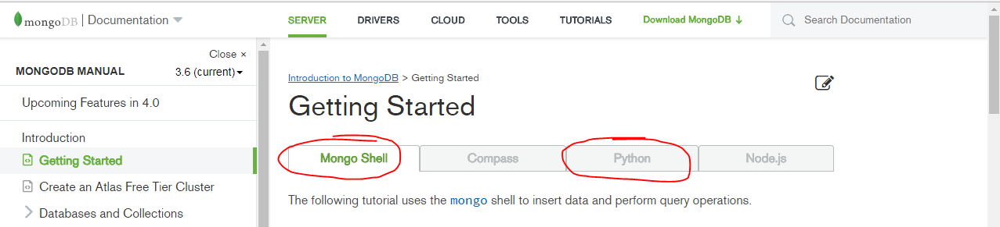 mongoDB | Documentation
SERVER DRIVERS CLOUD TOOLS TUTORIALS Download MongoDB ↓ Search Documentation
Close ×
MONGODB MANUAL 3.6 (current)
Upcoming Features in 4.0
Introduction
Getting Started
Create an Atlas Free Tier Cluster
Databases and Collections
Introduction to MongoDB > Getting Started
Getting Started
Mongo Shell Compass Python Node.js
The following tutorial uses the mongo shell to insert data and perform query operations.